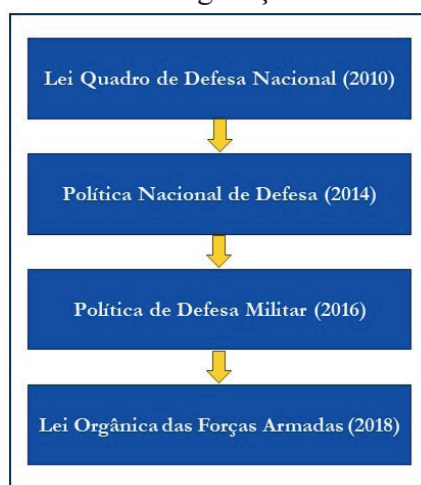 Lei Quadro de Defesa Nacional (2010)
Política Nacional de Defesa (2014)
Política de Defesa Militar (2016)
Lei Orgânica das Forças Armadas (2018)